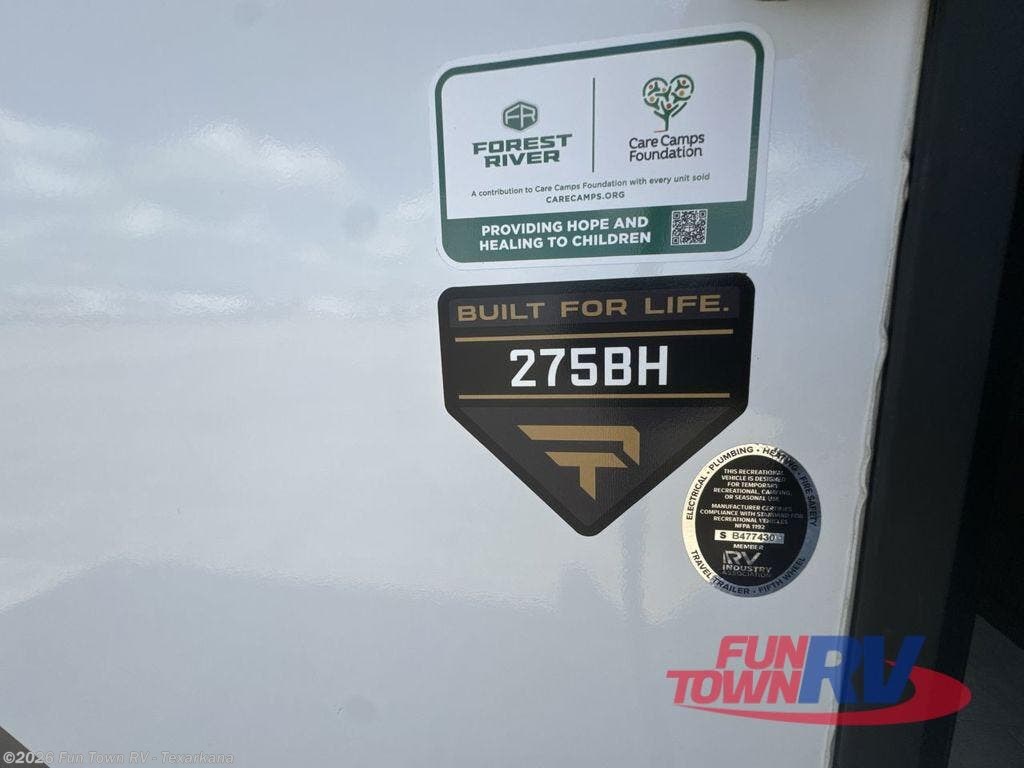 FR
FOREST
RIVER
Care Camps
Foundation
A contribution to Care Camps Foundation with every unit sold
CARECAMPS.ORG
PROVIDING HOPE AND
HEALING TO CHILDREN
BUILT FOR LIFE.
275BH
ELECTRICAL · PLUMBING · HEATING · FIRE SAFETY
THIS RECREATIONAL
VEHICLE IS DESIGNED
FOR TEMPORARY
RECREATIONAL, CAMPING,
OR SEASONAL USE
MANUFACTURER CERTIFIES
COMPLIANCE WITH STANDARD FOR
RECREATIONAL VEHICLES
NFPA 1192
S B477430
MEMBER
RV
INDUSTRY
ASSOCIATION
TRAVEL TRAILER · FIFTH WHEEL
FUN
TOWN RV
©2026 Fun Town RV - Texarkana